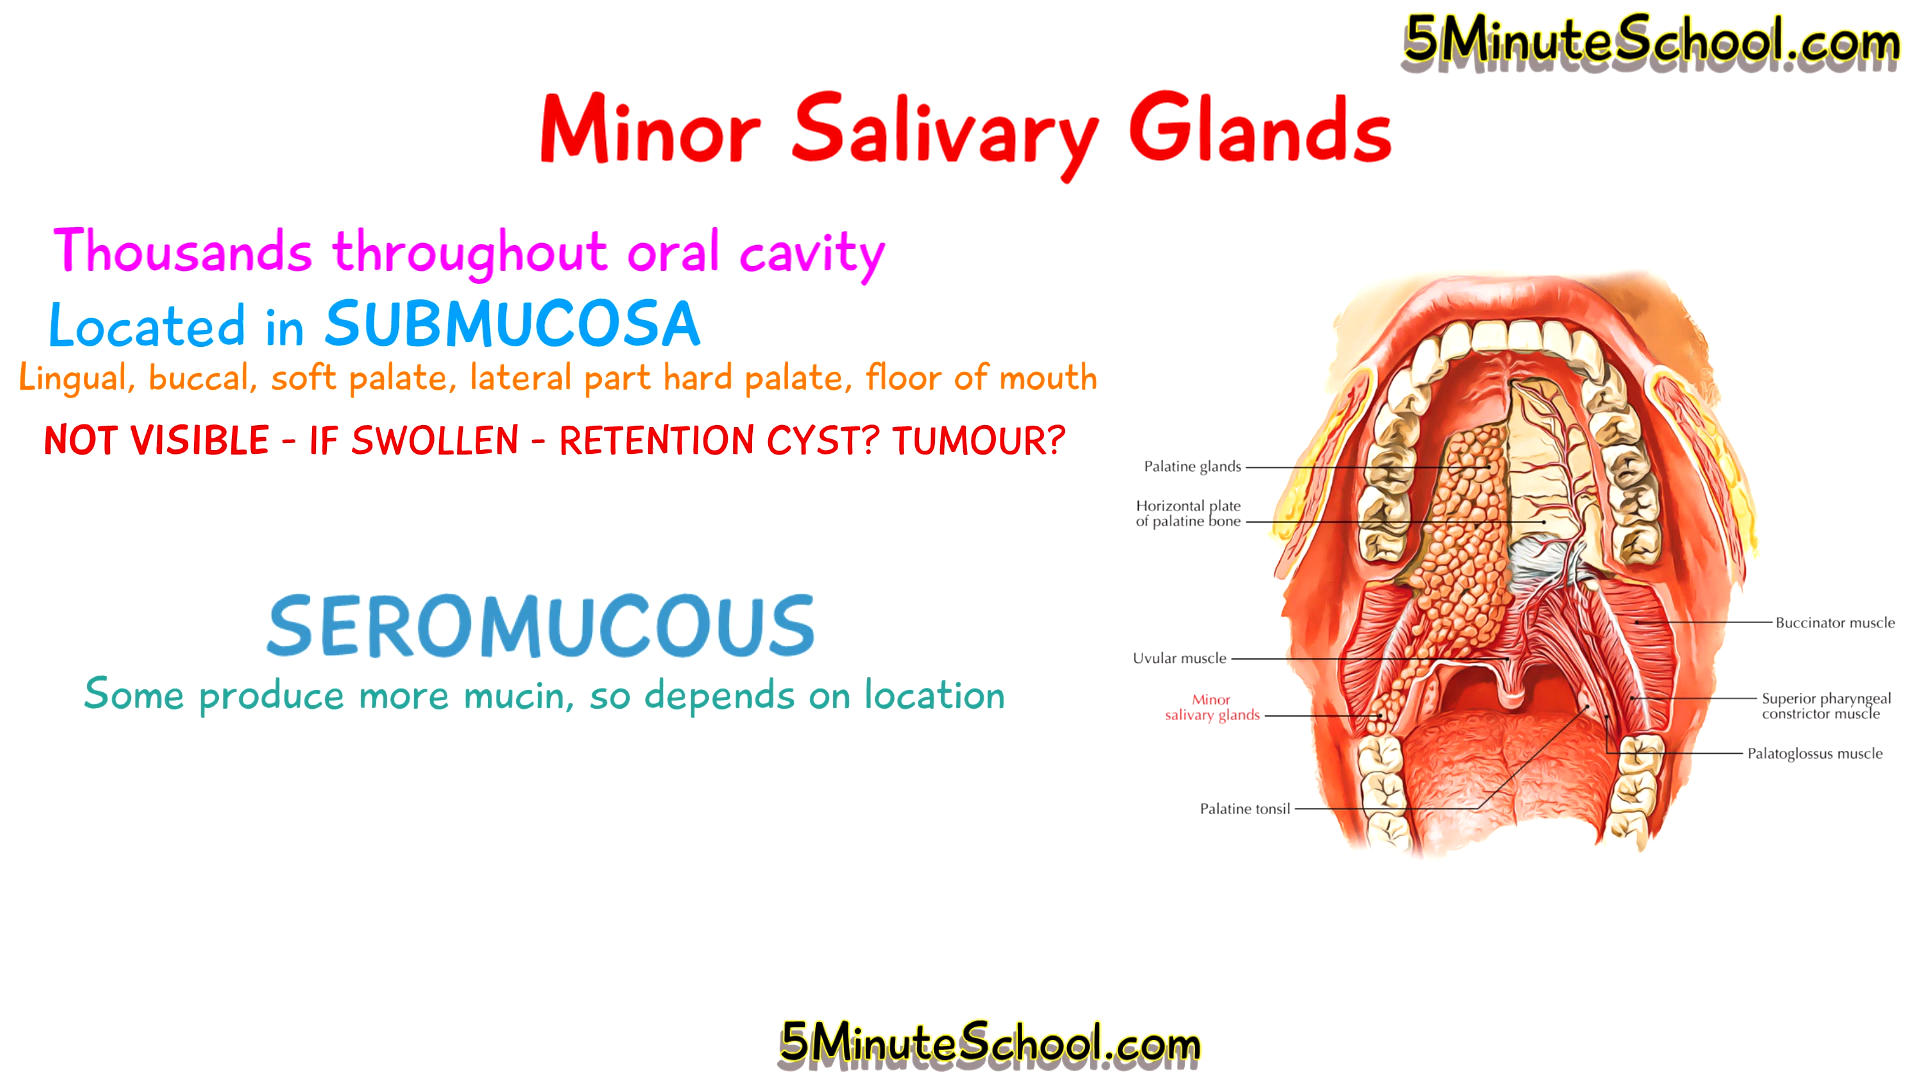 5MinuteSchool.com
Minor Salivary Glands
Thousands throughout oral cavity
Located in SUBMUCOSA
Lingual, buccal, soft palate, lateral part hard palate, floor of mouth
NOT VISIBLE - IF SWOLLEN - RETENTION CYST? TUMOUR?
SEROMUCOUS
Some produce more mucin, so depends on location
Palatine glands
Horizontal plate
of palatine bone
Uvular muscle
Minor
salivary glands
Palatine tonsil
Buccinator muscle
Superior pharyngeal
constrictor muscle
Palatoglossus muscle
5MinuteSchool.com